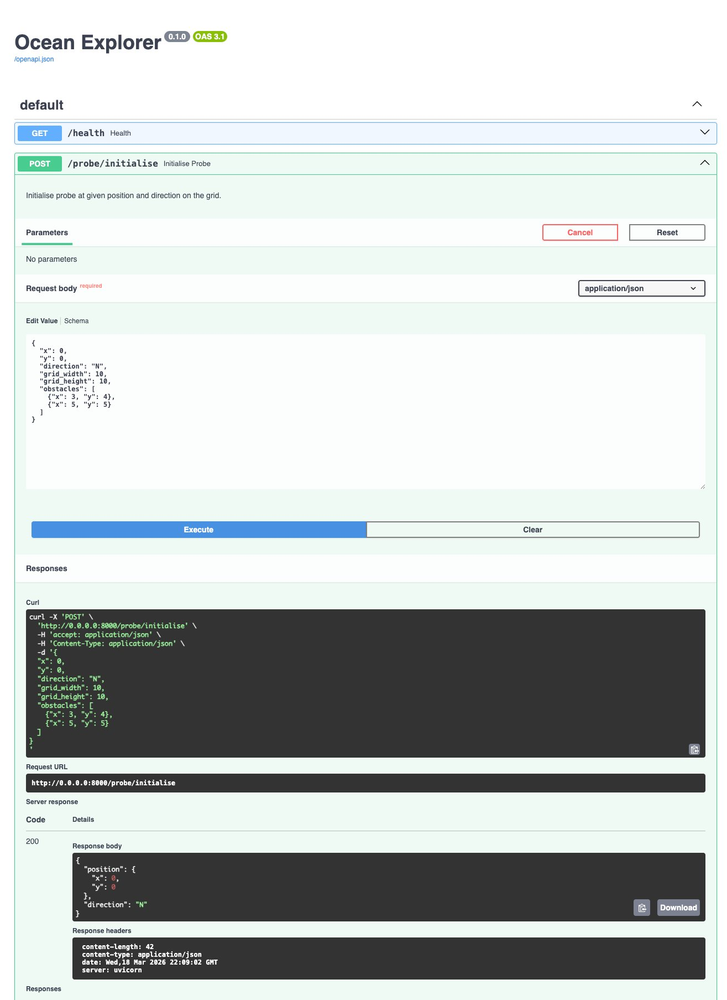 Ocean Explorer 0.1.0 OAS 3.1
/openapi.json
default
GET /health Health
POST /probe/initialise Initialise Probe
Initialise probe at given position and direction on the grid.
Parameters
Cancel
Reset
No parameters
Request body required
application/json
Edit Value
Schema
{
  "x": 0,
  "y": 0,
  "direction": "N",
  "grid_width": 10,
  "grid_height": 10,
  "obstacles": [
    {"x": 3, "y": 4},
    {"x": 5, "y": 5}
  ]
}
Execute
Clear
Responses
Curl
curl -X 'POST' \
  'http://0.0.0.0:8000/probe/initialise' \
  -H 'accept: application/json' \
  -H 'Content-Type: application/json' \
  -d '{
  "x": 0,
  "y": 0,
  "direction": "N",
  "grid_width": 10,
  "grid_height": 10,
  "obstacles": [
    {"x": 3, "y": 4},
    {"x": 5, "y": 5}
  ]
}
'
Request URL
http://0.0.0.0:8000/probe/initialise
Server response
Code Details
200
Response body
{
  "position": {
    "x": 0,
    "y": 0
  },
  "direction": "N"
}
Download
Response headers
content-length: 42
content-type: application/json
date: Wed,18 Mar 2026 22:09:02 GMT
server: uvicorn
Responses